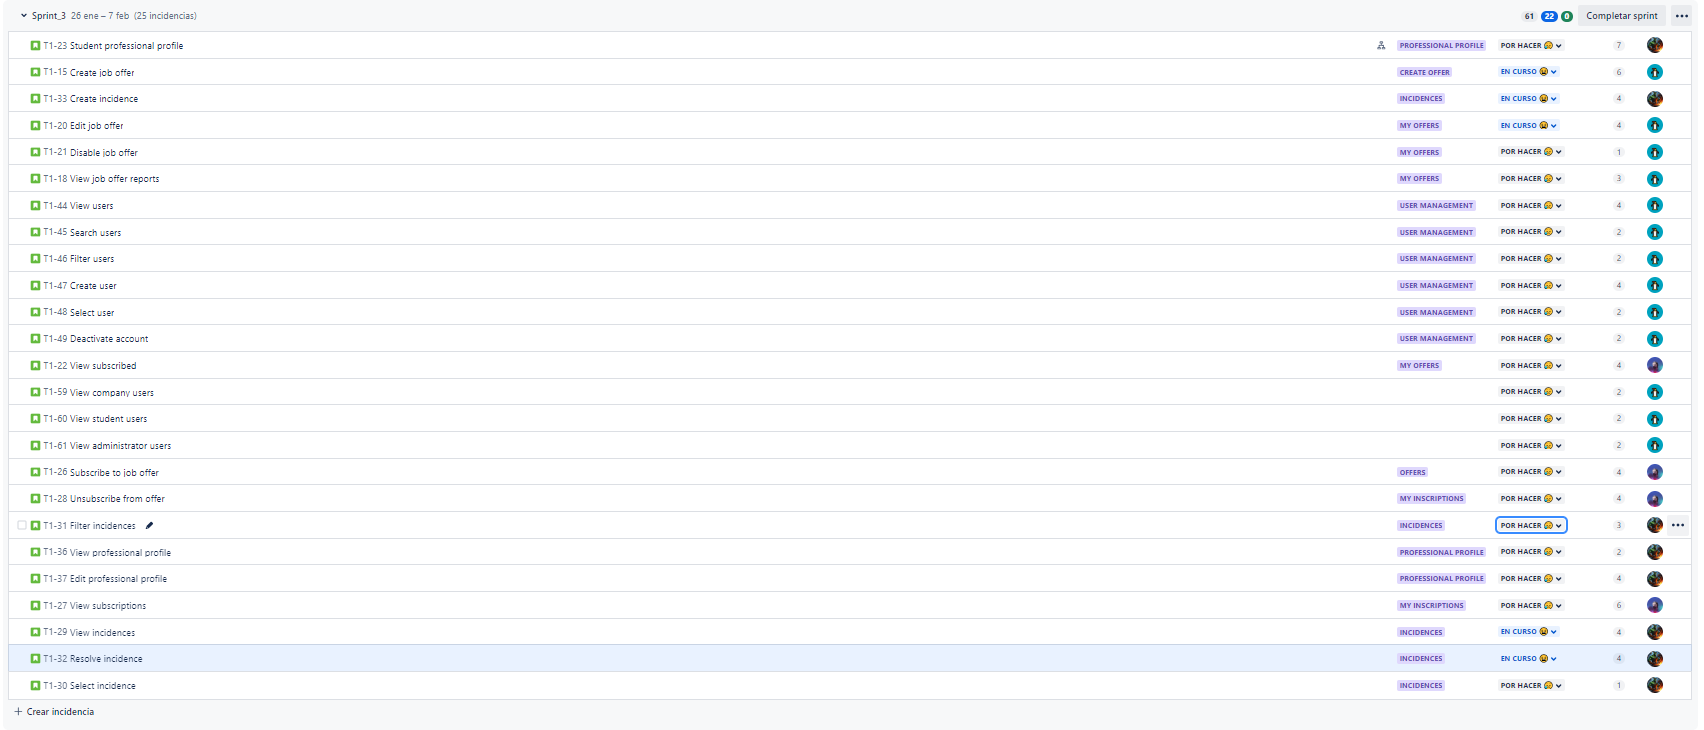 Sprint_3 26 ene – 7 feb (25 incidencias) 61 22 0 Completar sprint
T1-23 Student professional profile PROFESSIONAL PROFILE POR HACER 7
T1-15 Create job offer CREATE OFFER EN CURSO 6
T1-33 Create incidence INCIDENCES EN CURSO 4
T1-20 Edit job offer MY OFFERS EN CURSO 4
T1-21 Disable job offer MY OFFERS POR HACER 1
T1-18 View job offer reports MY OFFERS POR HACER 3
T1-44 View users USER MANAGEMENT POR HACER 4
T1-45 Search users USER MANAGEMENT POR HACER 2
T1-46 Filter users USER MANAGEMENT POR HACER 2
T1-47 Create user USER MANAGEMENT POR HACER 4
T1-48 Select user USER MANAGEMENT POR HACER 2
T1-49 Deactivate account USER MANAGEMENT POR HACER 2
T1-22 View subscribed MY OFFERS POR HACER 4
T1-59 View company users POR HACER 2
T1-60 View student users POR HACER 2
T1-61 View administrator users POR HACER 2
T1-26 Subscribe to job offer OFFERS POR HACER 4
T1-28 Unsubscribe from offer MY INSCRIPTIONS POR HACER 4
T1-31 Filter incidences INCIDENCES POR HACER 3
T1-36 View professional profile PROFESSIONAL PROFILE POR HACER 2
T1-37 Edit professional profile PROFESSIONAL PROFILE POR HACER 4
T1-27 View subscriptions MY INSCRIPTIONS POR HACER 6
T1-29 View incidences INCIDENCES EN CURSO 4
T1-32 Resolve incidence INCIDENCES EN CURSO 4
T1-30 Select incidence INCIDENCES POR HACER 1
+ Crear incidencia